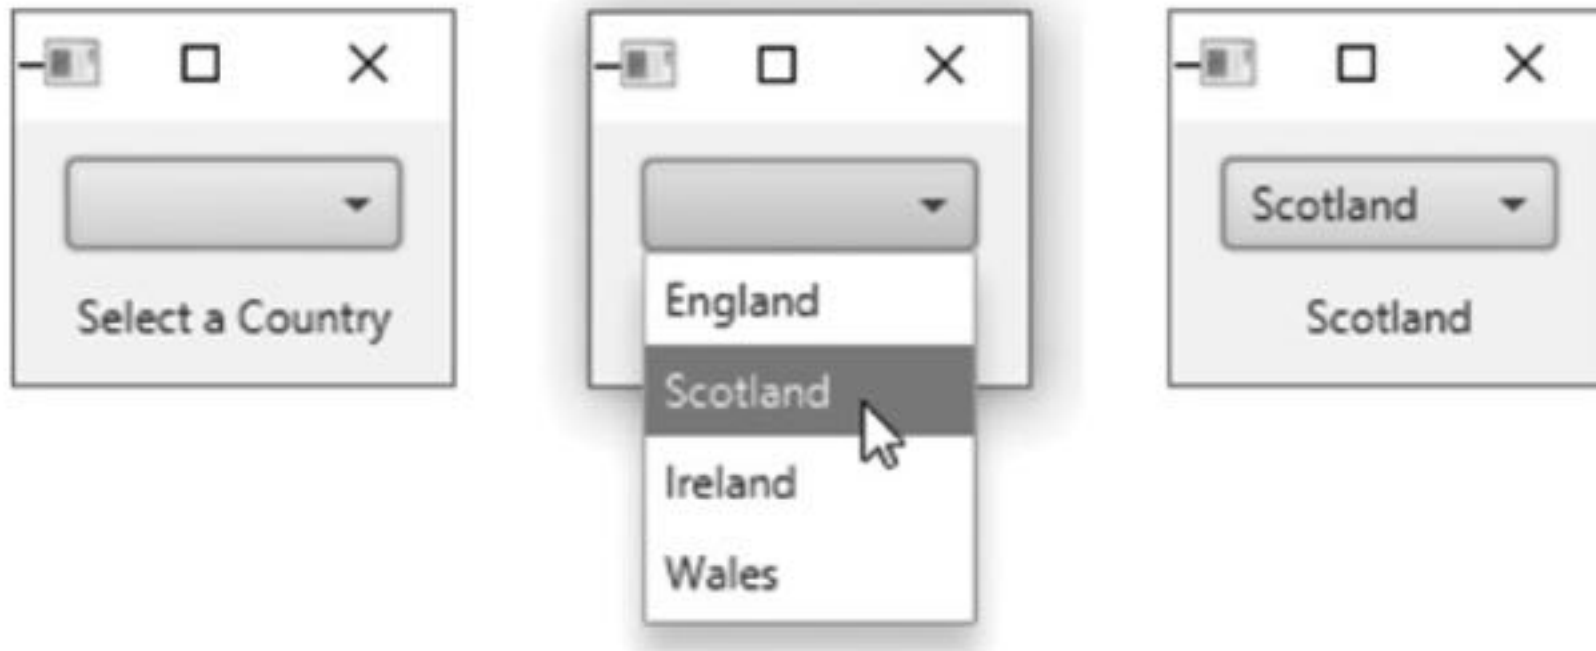 Select a Country
England
Scotland
Ireland
Wales
Scotland
Scotland